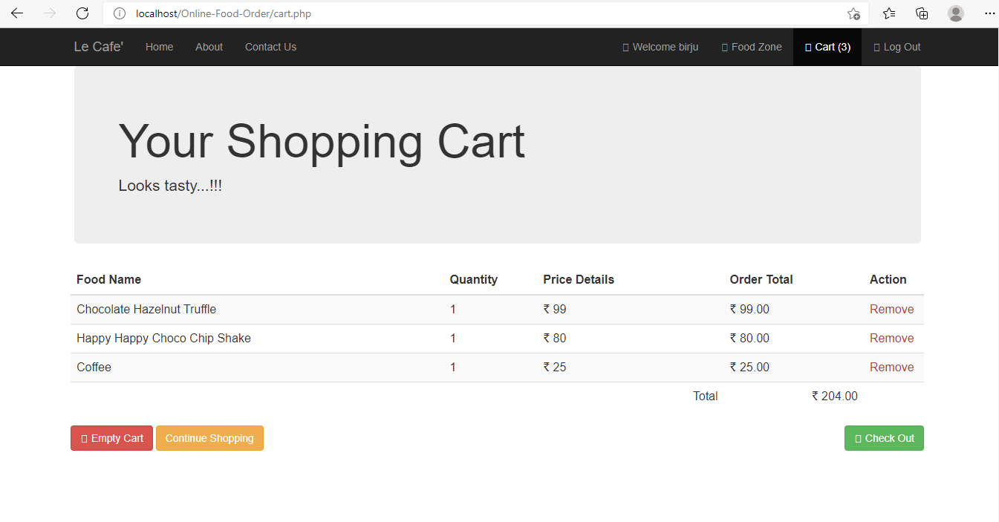 localhost/Online-Food-Order/cart.php
Le Cafe' Home About Contact Us Welcome birju Food Zone Cart (3) Log Out
Your Shopping Cart
Looks tasty...!!!
Food Name Quantity Price Details Order Total Action
Chocolate Hazelnut Truffle 1 ₹ 99 ₹ 99.00 Remove
Happy Happy Choco Chip Shake 1 ₹ 80 ₹ 80.00 Remove
Coffee 1 ₹ 25 ₹ 25.00 Remove
Total ₹ 204.00
Empty Cart Continue Shopping Check Out